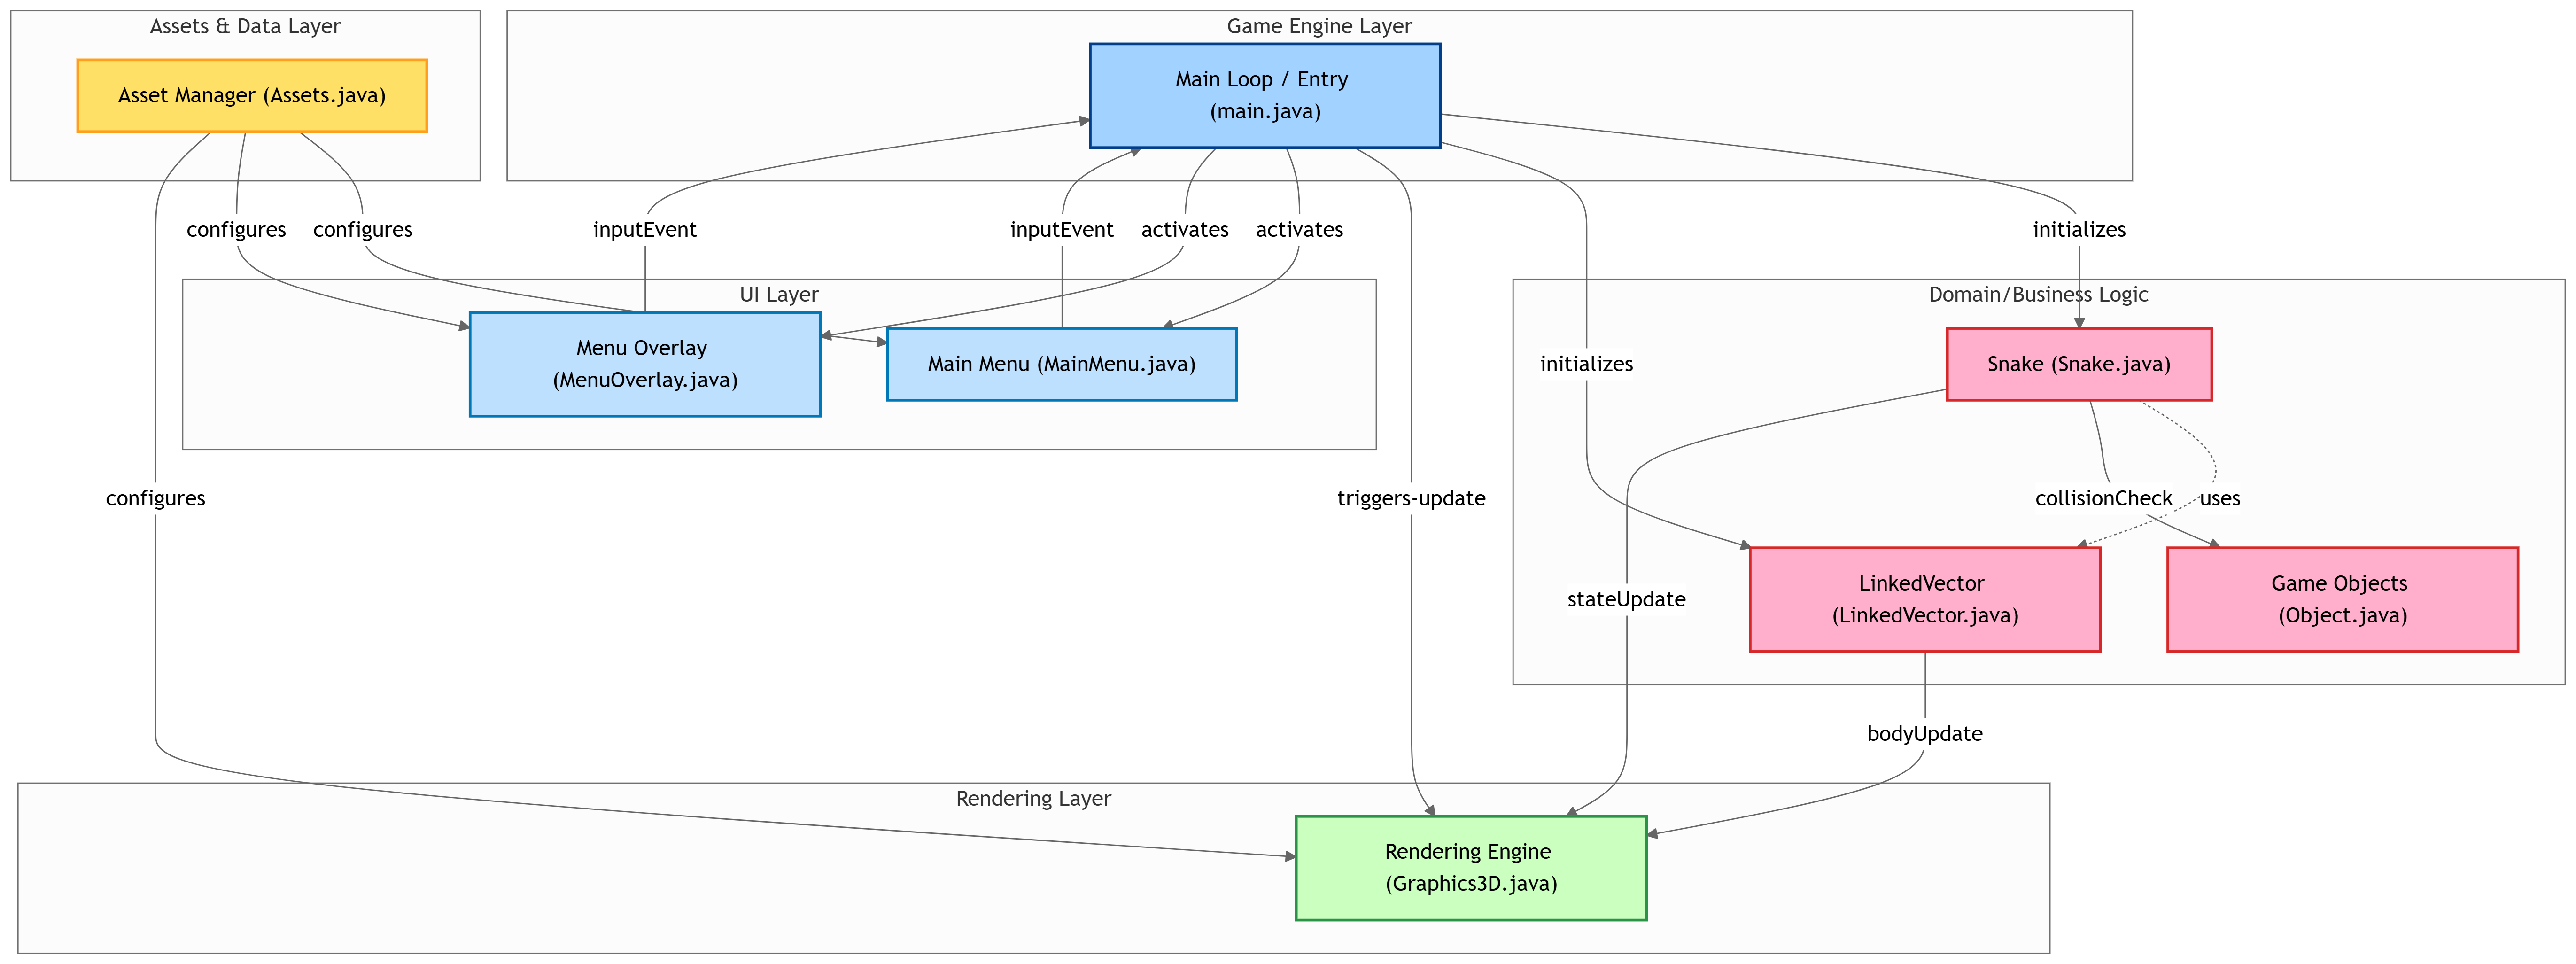 Assets & Data Layer
Game Engine Layer
Asset Manager (Assets.java)
Main Loop / Entry
(main.java)
configures
configures
inputEvent
inputEvent
activates
activates
initializes
UI Layer
Domain/Business Logic
Menu Overlay
(MenuOverlay.java)
Main Menu (MainMenu.java)
initializes
Snake (Snake.java)
configures
triggers-update
collisionCheck
uses
stateUpdate
LinkedVector
(LinkedVector.java)
Game Objects
(Object.java)
bodyUpdate
Rendering Layer
Rendering Engine
(Graphics3D.java)